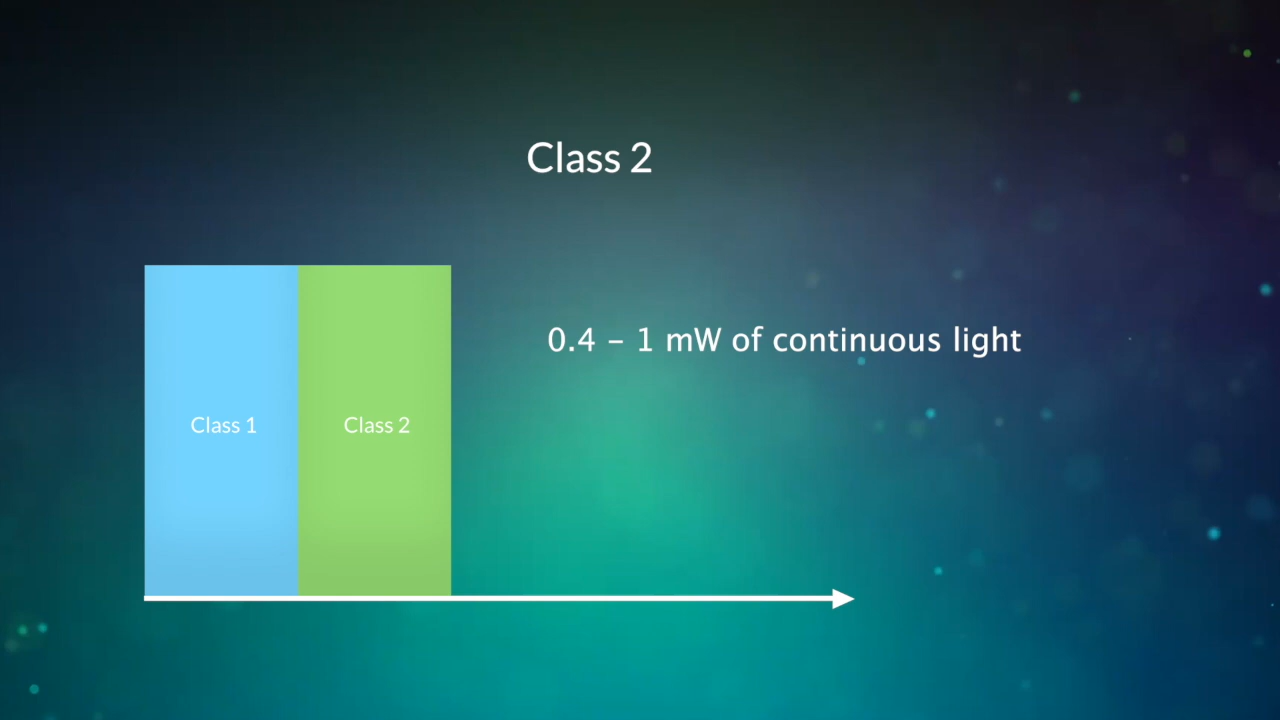 Class 2
0.4 – 1 mW of continuous light
Class 1
Class 2